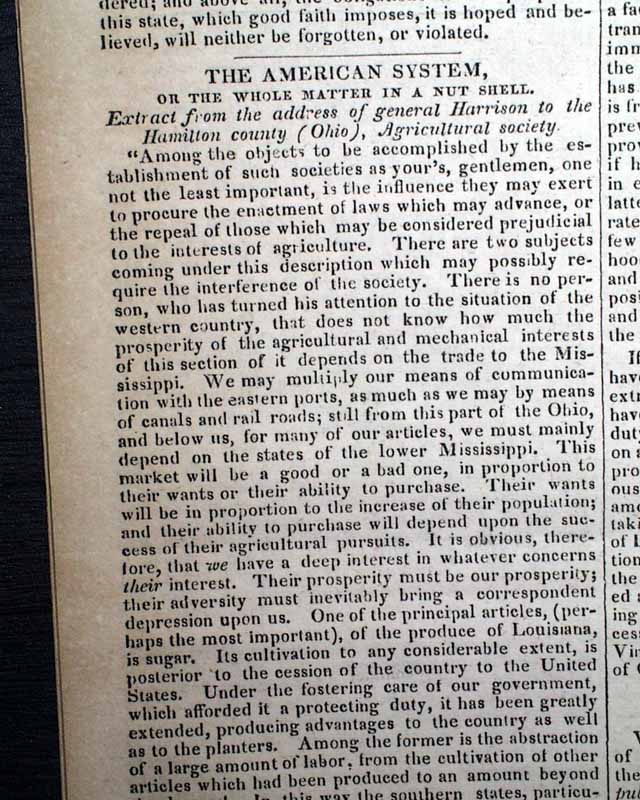 dered; and above all, the
this state, which good faith imposes, it is hoped and be-
lieved, will neither be forgotten, or violated.
THE AMERICAN SYSTEM,
OR THE WHOLE MATTER IN A NUT SHELL.
Extract from the address of general Harrison to the
Hamilton county (Ohio), Agricultural society.
"Among the objects to be accomplished by the es-
tablishment of such societies as your's, gentlemen, one
not the least important, is the influence they may exert
to procure the enactment of laws which may advance, or
the repeal of those which may be considered prejudicial
to the interests of agriculture. There are two subjects
coming under this description which may possibly re-
quire the interference of the society. There is no per-
son, who has turned his attention to the situation of the
western country, that does not know how much the
prosperity of the agricultural and mechanical interests
of this section of it depends on the trade to the Mis-
sissippi. We may multiply our means of communica-
tion with the eastern ports, as much as we may by means
of canals and rail roads; still from this part of the Ohio,
and below us, for many of our articles, we must mainly
depend on the states of the lower Mississippi. This
market will be a good or a bad one, in proportion to
their wants or their ability to purchase. Their wants
will be in proportion to the increase of their population;
and their ability to purchase will depend upon the suc-
cess of their agricultural pursuits. It is obvious, there-
fore, that we have a deep interest in whatever concerns
their interest. Their prosperity must be our prosperity;
their adversity must inevitably bring a correspondent
depression upon us. One of the principal articles, (per-
haps the most important), of the produce of Louisiana,
is sugar. Its cultivation to any considerable extent, is
posterior to the cession of the country to the United
States. Under the fostering care of our government,
which afforded it a protecting duty, it has been greatly
extended, producing advantages to the country as well
as to the planters. Among the former is the abstraction
of a large amount of labor, from the cultivation of other
articles which had been produced to an amount beyond
In this way the southern states, particu-